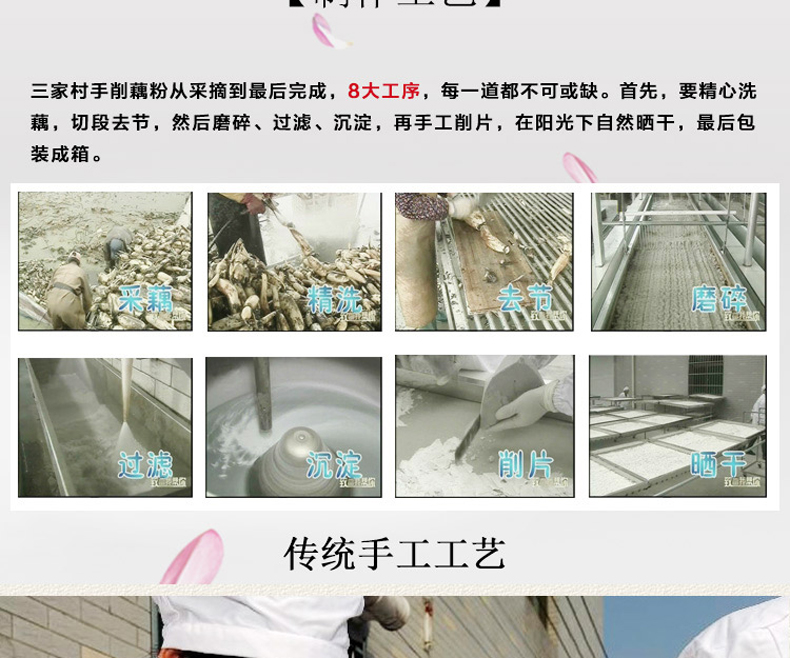 【制作工艺】
三家村手削藕粉从采摘到最后完成，8大工序，每一道都不可或缺。首先，要精心洗
藕，切段去节，然后磨碎、过滤、沉淀，再手工削片，在阳光下自然晒干，最后包
装成箱。
采藕
精洗
去节
磨碎
过滤
沉淀
削片
晒干
传统手工工艺